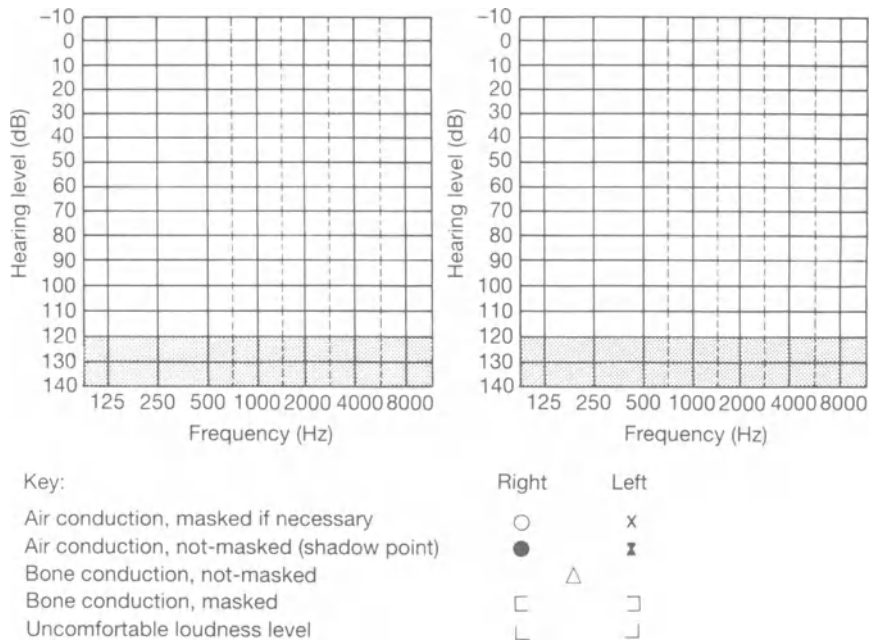 −10
0
10
20
30
40
50
60
70
80
90
100
110
120
130
140
Hearing level (dB)
125 250 500 1000 2000 4000 8000
Frequency (Hz)
−10
0
10
20
30
40
50
60
70
80
90
100
110
120
130
140
Hearing level (dB)
125 250 500 1000 2000 4000 8000
Frequency (Hz)
Key: Right Left
Air conduction, masked if necessary
Air conduction, not-masked (shadow point)
Bone conduction, not-masked
Bone conduction, masked
Uncomfortable loudness level